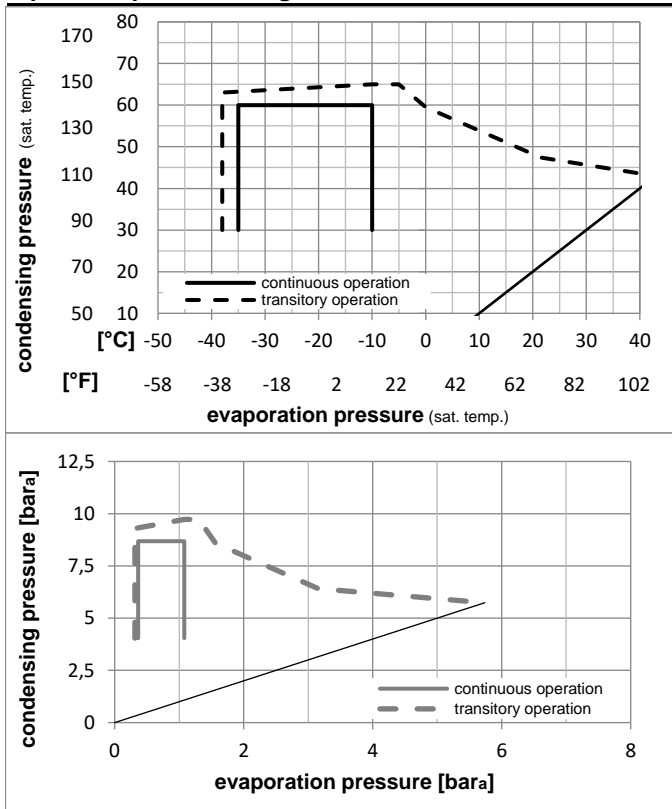 170 80
150 70
130 60
50
110 40
90 30
70 20
50 10
condensing pressure (sat. temp.)
continuous operation
transitory operation
[°C] -50 -40 -30 -20 -10 0 10 20 30 40
[°F] -58 -38 -18 2 22 42 62 82 102
evaporation pressure (sat. temp.)
12,5
10
7,5
5
2,5
0
condensing pressure [bara]
continuous operation
transitory operation
0 2 4 6 8
evaporation pressure [bara]